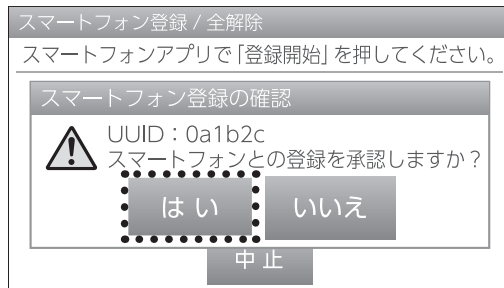 スマートフォン登録 / 全解除
スマートフォンアプリで「登録開始」を押してください。
スマートフォン登録の確認
UUID：0a1b2c
スマートフォンとの登録を承認しますか？
はい
いいえ
中止